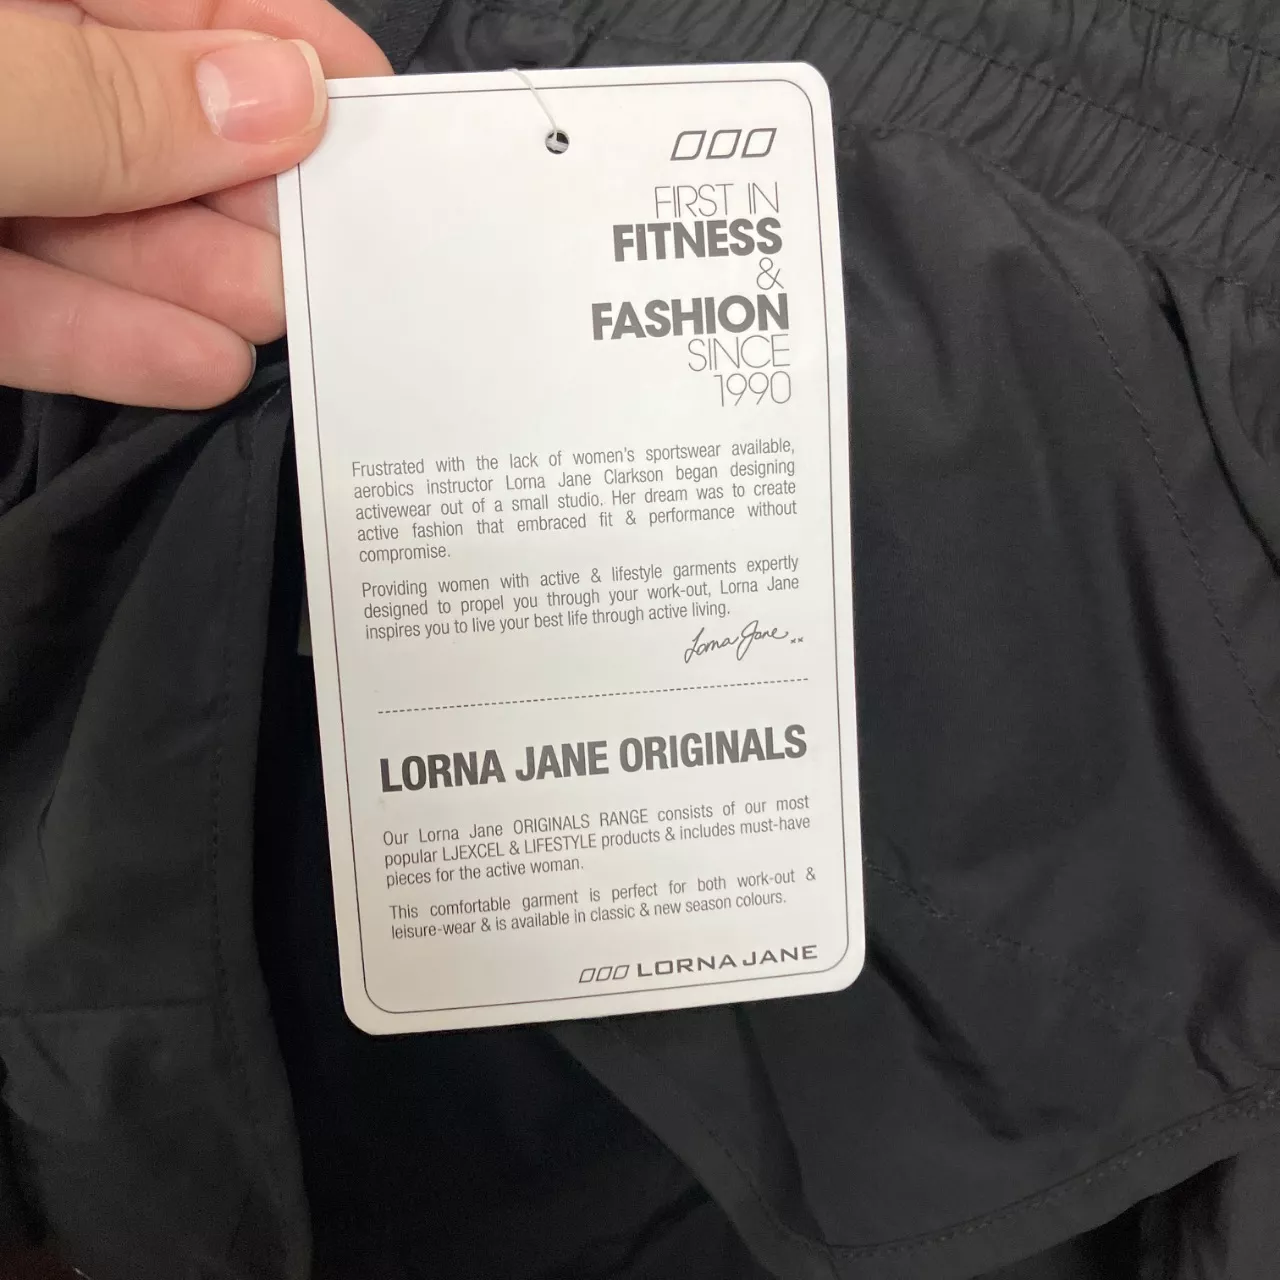 FIRST IN
FITNESS
&
FASHION
SINCE
1990
Frustrated with the lack of women's sportswear available,
aerobics instructor Lorna Jane Clarkson began designing
activewear out of a small studio. Her dream was to create
active fashion that embraced fit & performance without
compromise.
Providing women with active & lifestyle garments expertly
designed to propel you through your work-out, Lorna Jane
inspires you to live your best life through active living.
Lorna Jane xx
LORNA JANE ORIGINALS
Our Lorna Jane ORIGINALS RANGE consists of our most
popular LJEXCEL & LIFESTYLE products & includes must-have
pieces for the active woman.
This comfortable garment is perfect for both work-out &
leisure-wear & is available in classic & new season colours.
LORNA JANE